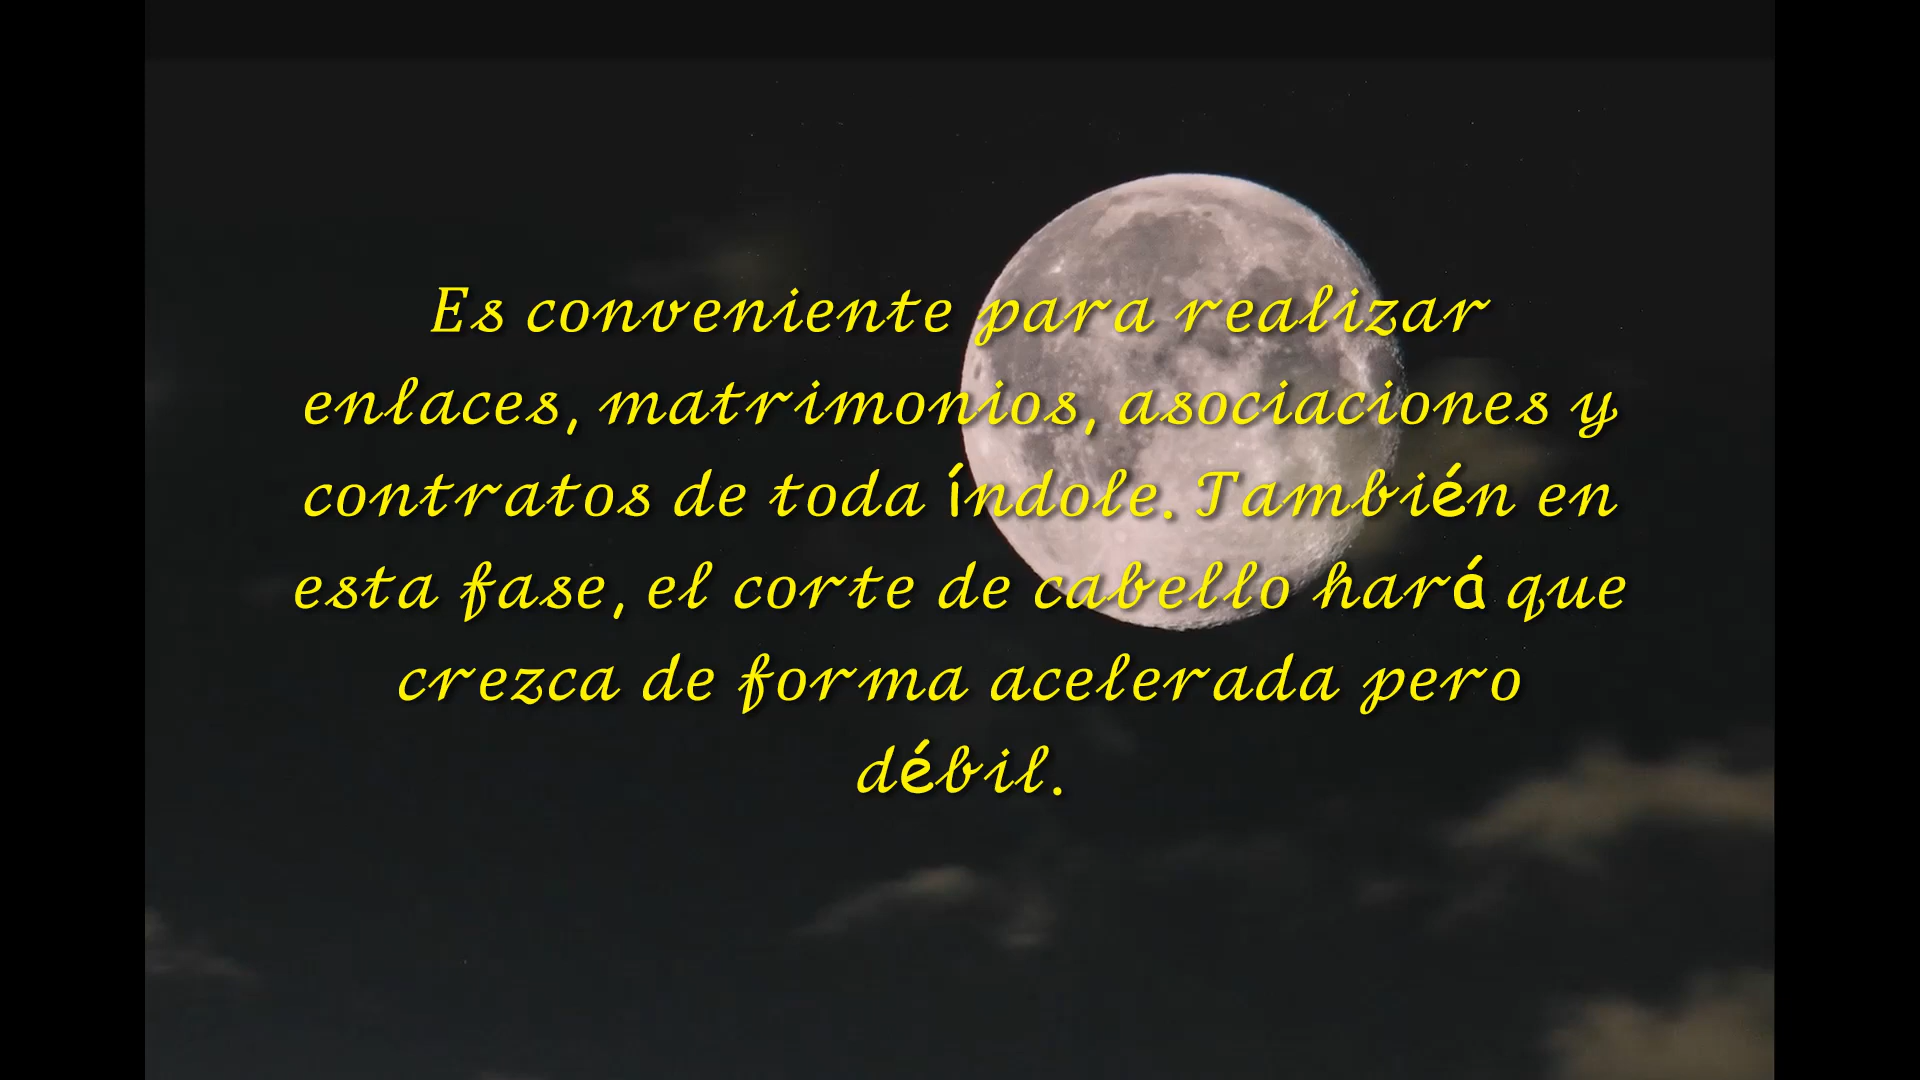 Es conveniente para realizar
enlaces, matrimonios, asociaciones y
contratos de toda índole. También en
esta fase, el corte de cabello hará que
crezca de forma acelerada pero
débil.